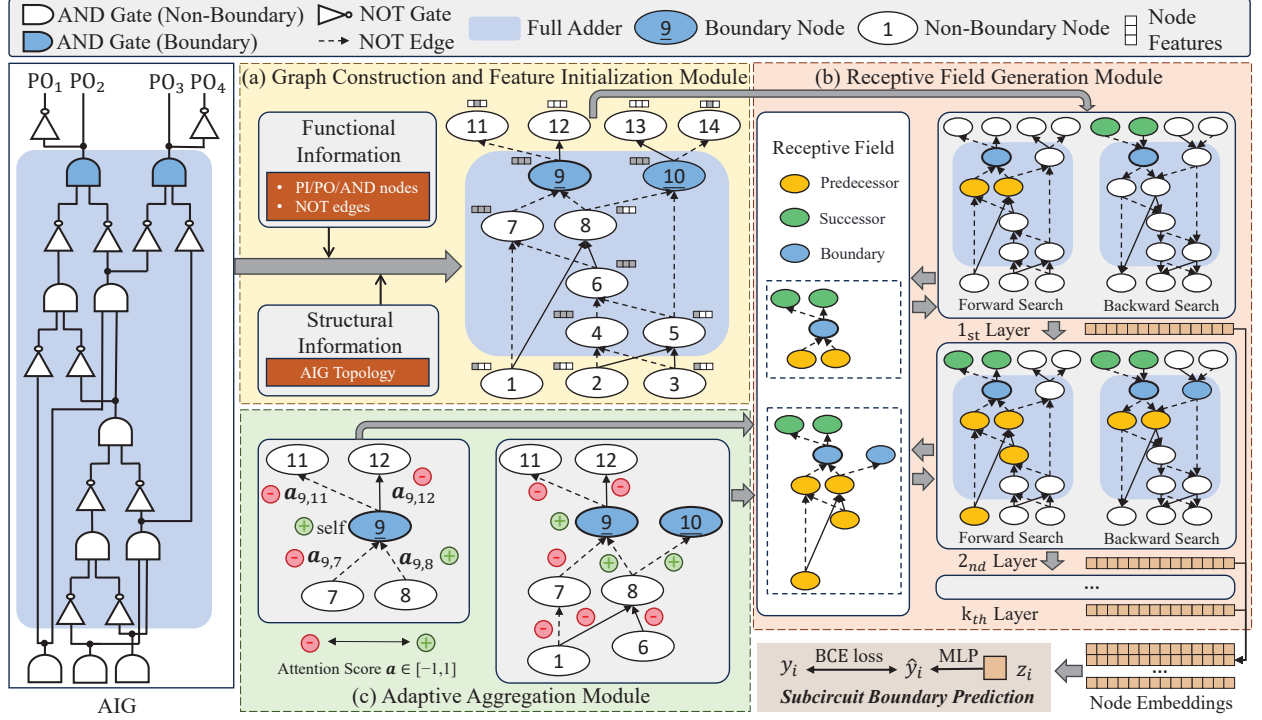 AND Gate (Non-Boundary)
AND Gate (Boundary)
NOT Gate
NOT Edge
Full Adder
9
Boundary Node
1
Non-Boundary Node
Node
Features
PO1 PO2 PO3 PO4
AIG
(a) Graph Construction and Feature Initialization Module
Functional
Information
• PI/PO/AND nodes
• NOT edges
Structural
Information
AIG Topology
11 12 13 14
9 10
7 8
6
4 5
1 2 3
(b) Receptive Field Generation Module
Receptive Field
Predecessor
Successor
Boundary
Forward Search Backward Search
1st Layer
Forward Search Backward Search
2nd Layer
...
kth Layer
11 12
a9,11 a9,12
self 9
a9,7 a9,8
7 8
Attention Score a ∈ [−1,1]
11 12
9 10
7 8
1 6
(c) Adaptive Aggregation Module
yi BCE loss ŷi MLP zi
Subcircuit Boundary Prediction
...
Node Embeddings